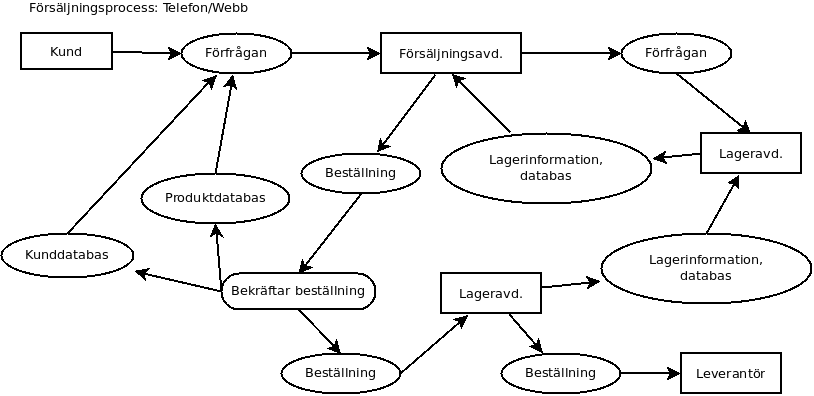 Försäljningsprocess: Telefon/Webb
Kund
Förfrågan
Försäljningsavd.
Förfrågan
Lageravd.
Lagerinformation,
databas
Beställning
Produktdatabas
Kunddatabas
Lagerinformation,
databas
Bekräftar beställning
Lageravd.
Beställning
Beställning
Leverantör